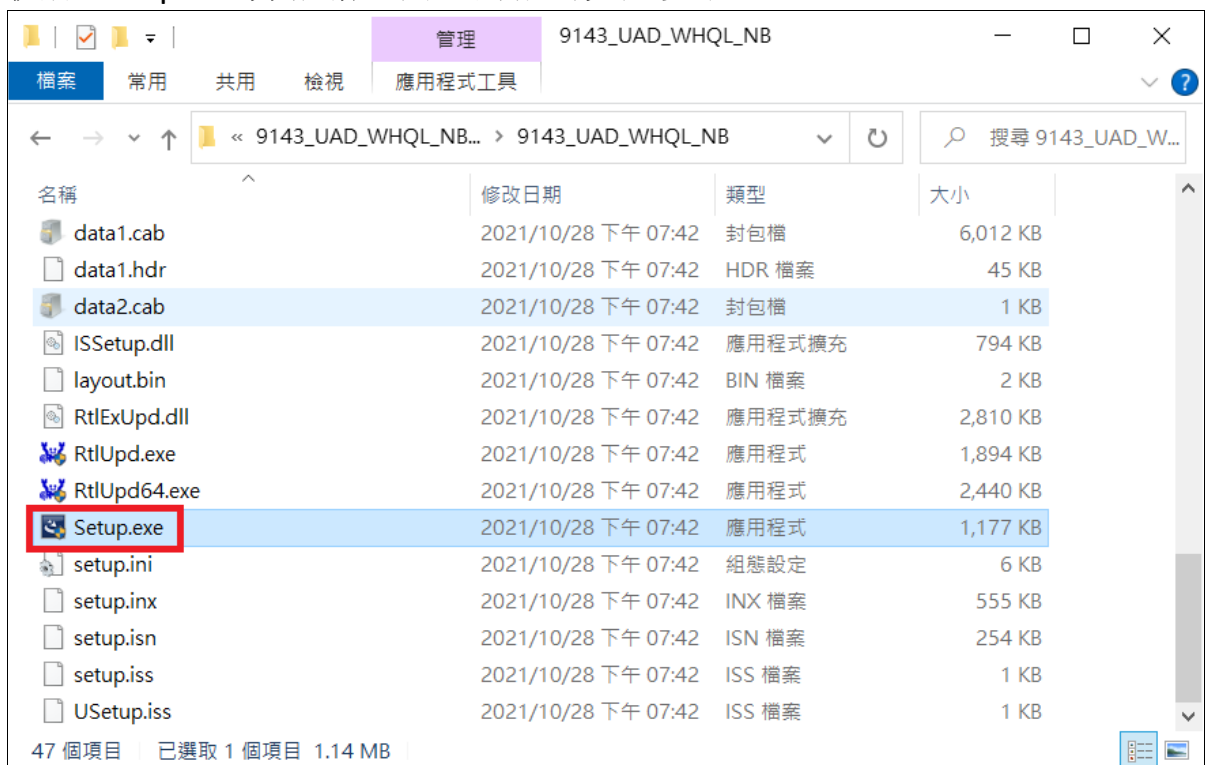 管理 9143_UAD_WHQL_NB
檔案 常用 共用 檢視 應用程式工具
« 9143_UAD_WHQL_NB... > 9143_UAD_WHQL_NB 搜尋 9143_UAD_W...
名稱 修改日期 類型 大小
data1.cab 2021/10/28 下午 07:42 封包檔 6,012 KB
data1.hdr 2021/10/28 下午 07:42 HDR 檔案 45 KB
data2.cab 2021/10/28 下午 07:42 封包檔 1 KB
ISSetup.dll 2021/10/28 下午 07:42 應用程式擴充 794 KB
layout.bin 2021/10/28 下午 07:42 BIN 檔案 2 KB
RtlExUpd.dll 2021/10/28 下午 07:42 應用程式擴充 2,810 KB
RtlUpd.exe 2021/10/28 下午 07:42 應用程式 1,894 KB
RtlUpd64.exe 2021/10/28 下午 07:42 應用程式 2,440 KB
Setup.exe 2021/10/28 下午 07:42 應用程式 1,177 KB
setup.ini 2021/10/28 下午 07:42 組態設定 6 KB
setup.inx 2021/10/28 下午 07:42 INX 檔案 555 KB
setup.isn 2021/10/28 下午 07:42 ISN 檔案 254 KB
setup.iss 2021/10/28 下午 07:42 ISS 檔案 1 KB
USetup.iss 2021/10/28 下午 07:42 ISS 檔案 1 KB
47 個項目 已選取 1 個項目 1.14 MB